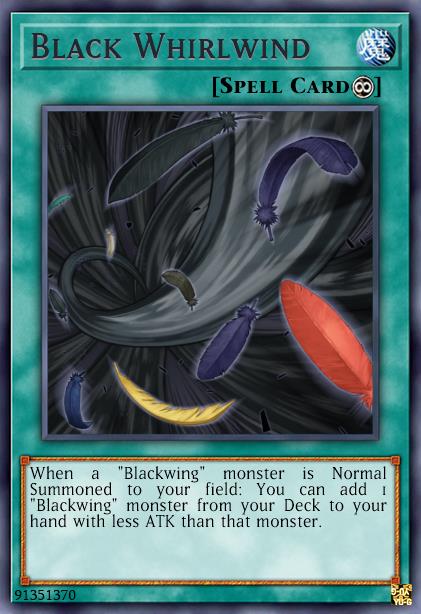 Black Whirlwind
魔
[Spell Card]
When a "Blackwing" monster is Normal
Summoned to your field: You can add 1
"Blackwing" monster from your Deck to your
hand with less ATK than that monster.
91351370